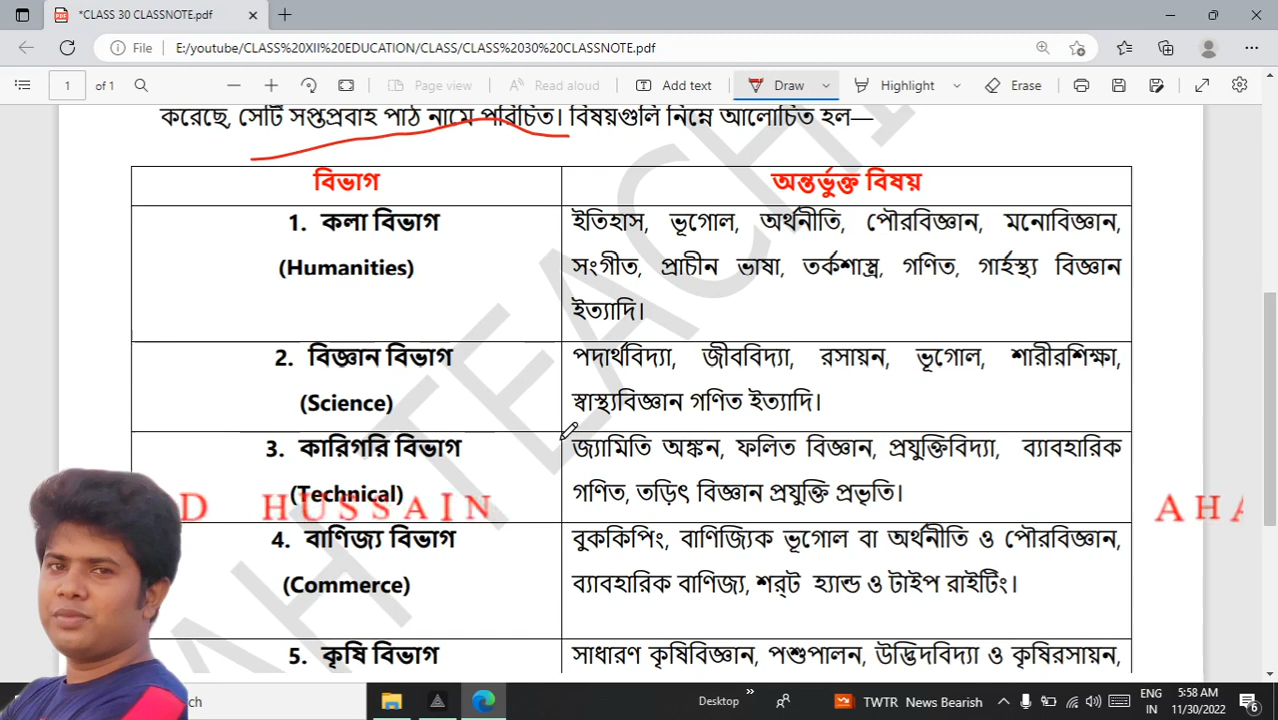 *CLASS 30 CLASSNOTE.pdf
File E:/youtube/CLASS%20XII%20EDUCATION/CLASS/CLASS%2030%20CLASSNOTE.pdf
1 of 1 Page view Read aloud Add text Draw Highlight Erase
করেছে, সেটি সপ্তপ্রবাহ পাঠ নামে পরিচিত। বিষয়গুলি নিম্নে আলোচিত হল—
বিভাগ অন্তর্ভুক্ত বিষয়
1. কলা বিভাগ
(Humanities)
ইতিহাস, ভূগোল, অর্থনীতি, পৌরবিজ্ঞান, মনোবিজ্ঞান,
সংগীত, প্রাচীন ভাষা, তর্কশাস্ত্র, গণিত, গার্হস্থ্য বিজ্ঞান
ইত্যাদি।
2. বিজ্ঞান বিভাগ
(Science)
পদার্থবিদ্যা, জীববিদ্যা, রসায়ন, ভূগোল, শারীরশিক্ষা,
স্বাস্থ্যবিজ্ঞান গণিত ইত্যাদি।
3. কারিগরি বিভাগ
(Technical)
জ্যামিতি অঙ্কন, ফলিত বিজ্ঞান, প্রযুক্তিবিদ্যা, ব্যাবহারিক
গণিত, তড়িৎ বিজ্ঞান প্রযুক্তি প্রভৃতি।
D HUSSAIN AHA
4. বাণিজ্য বিভাগ
(Commerce)
বুককিপিং, বাণিজ্যিক ভূগোল বা অর্থনীতি ও পৌরবিজ্ঞান,
ব্যাবহারিক বাণিজ্য, শর্‌ট হ্যান্ড ও টাইপ রাইটিং।
5. কৃষি বিভাগ
সাধারণ কৃষিবিজ্ঞান, পশুপালন, উদ্ভিদবিদ্যা ও কৃষিরসায়ন,
AH TEACHI
rch Desktop TWTR News Bearish ENG 5:58 AM
IN 11/30/2022 6